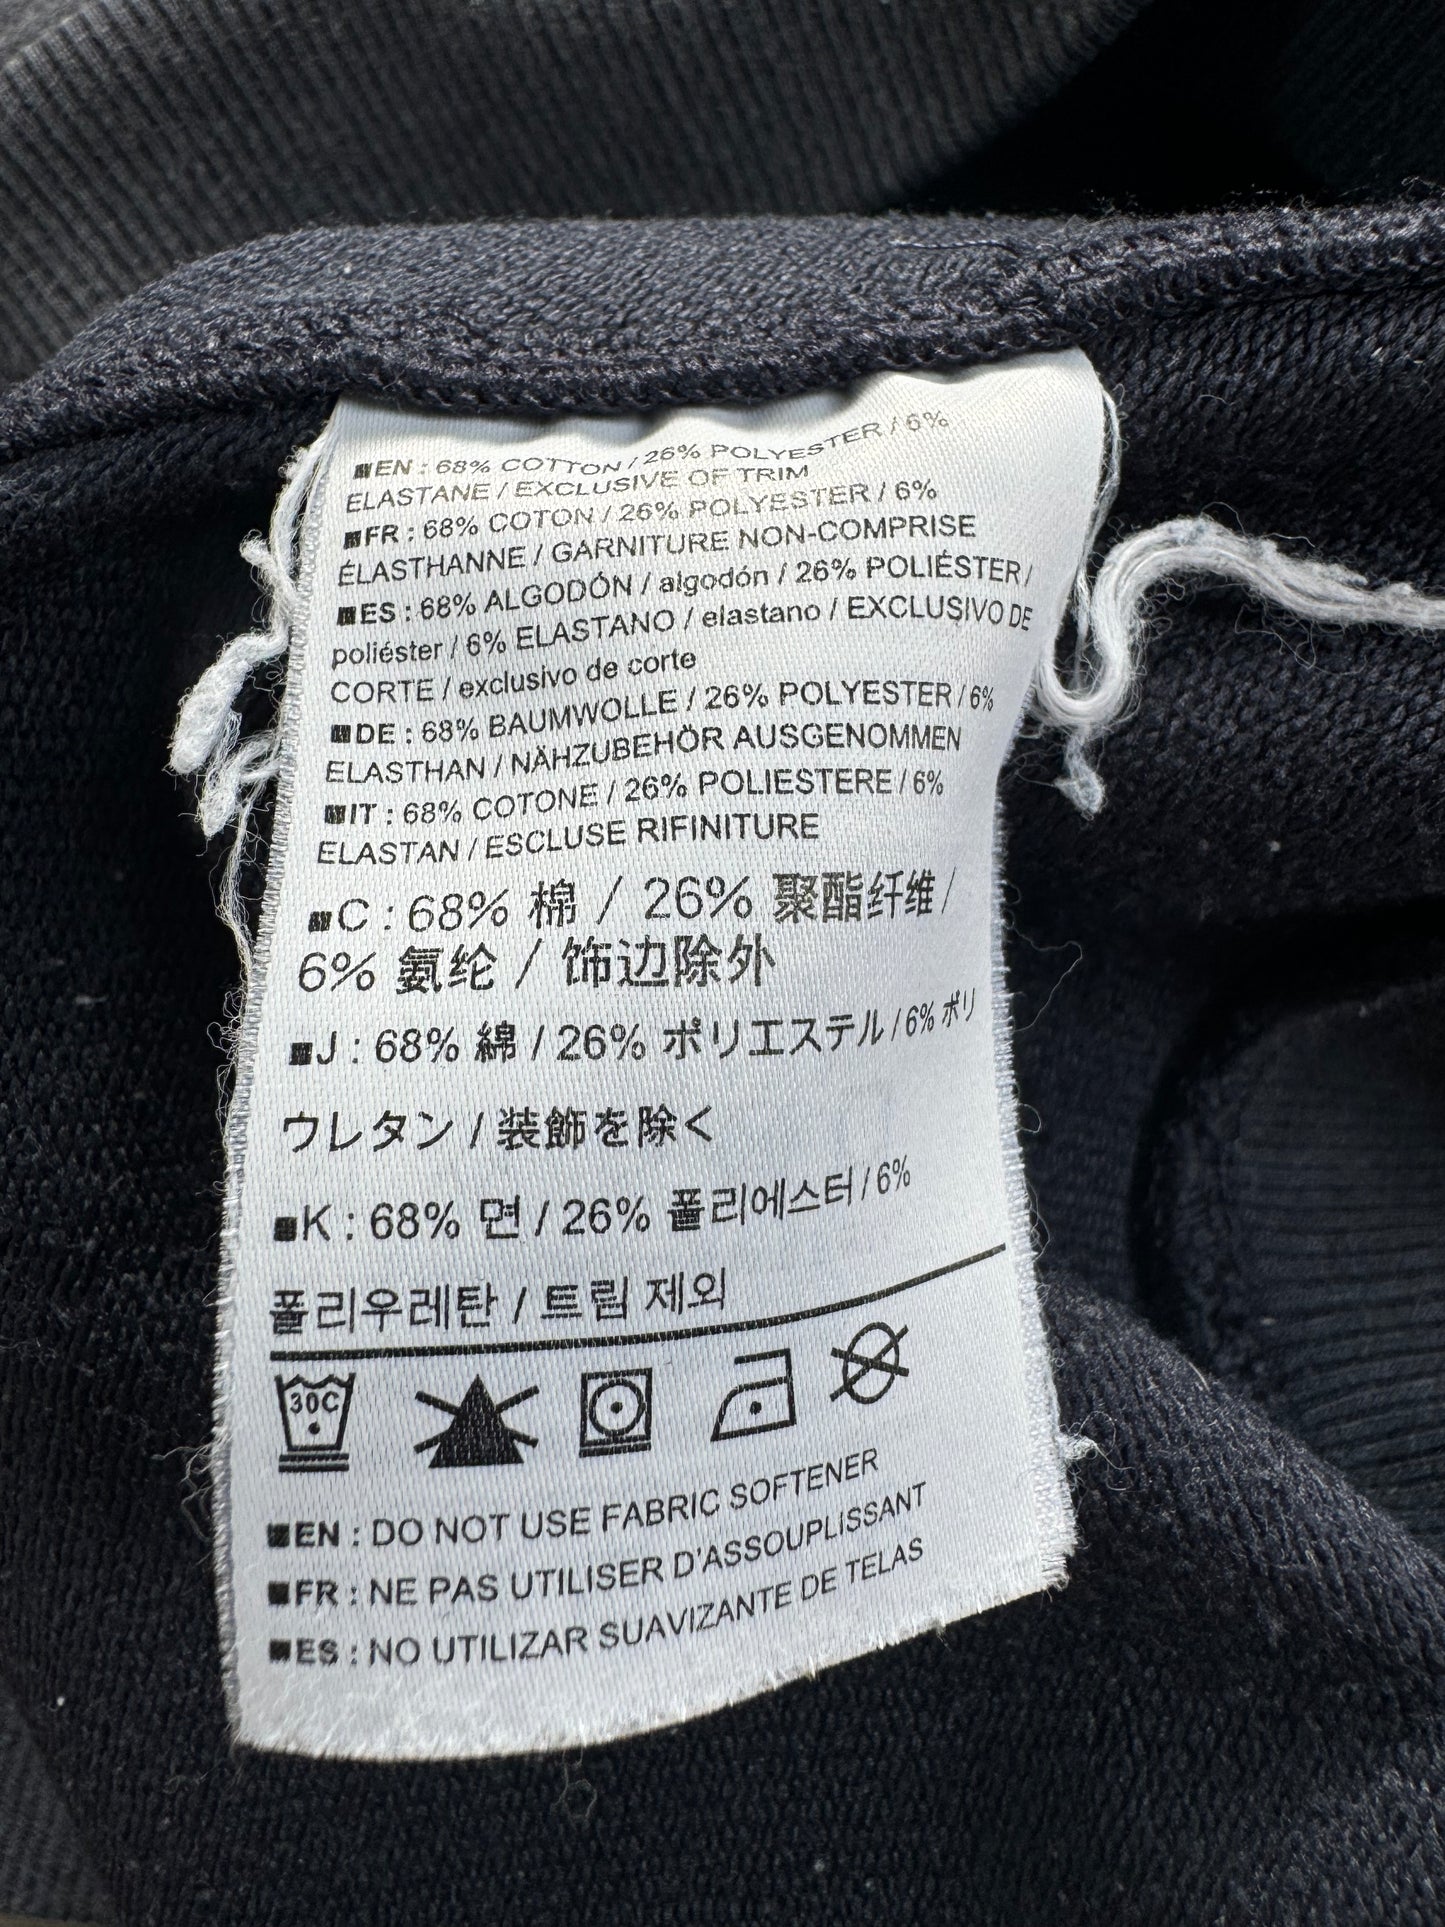 EN : 68% COTTON / 26% POLYESTER / 6%
ELASTANE / EXCLUSIVE OF TRIM
FR : 68% COTON / 26% POLYESTER / 6%
ÉLASTHANNE / GARNITURE NON-COMPRISE
ES : 68% ALGODÓN / algodón / 26% POLIÉSTER /
poliéster / 6% ELASTANO / elastano / EXCLUSIVO DE
CORTE / exclusivo de corte
DE : 68% BAUMWOLLE / 26% POLYESTER / 6%
ELASTHAN / NÄHZUBEHÖR AUSGENOMMEN
IT : 68% COTONE / 26% POLIESTERE / 6%
ELASTAN / ESCLUSE RIFINITURE
C : 68% 棉 / 26% 聚酯纤维 /
6% 氨纶 / 饰边除外
J : 68% 綿 / 26% ポリエステル / 6% ポリ
ウレタン / 装飾を除く
K : 68% 면 / 26% 폴리에스터 / 6%
폴리우레탄 / 트림 제외
30C
EN : DO NOT USE FABRIC SOFTENER
FR : NE PAS UTILISER D'ASSOUPLISSANT
ES : NO UTILIZAR SUAVIZANTE DE TELAS